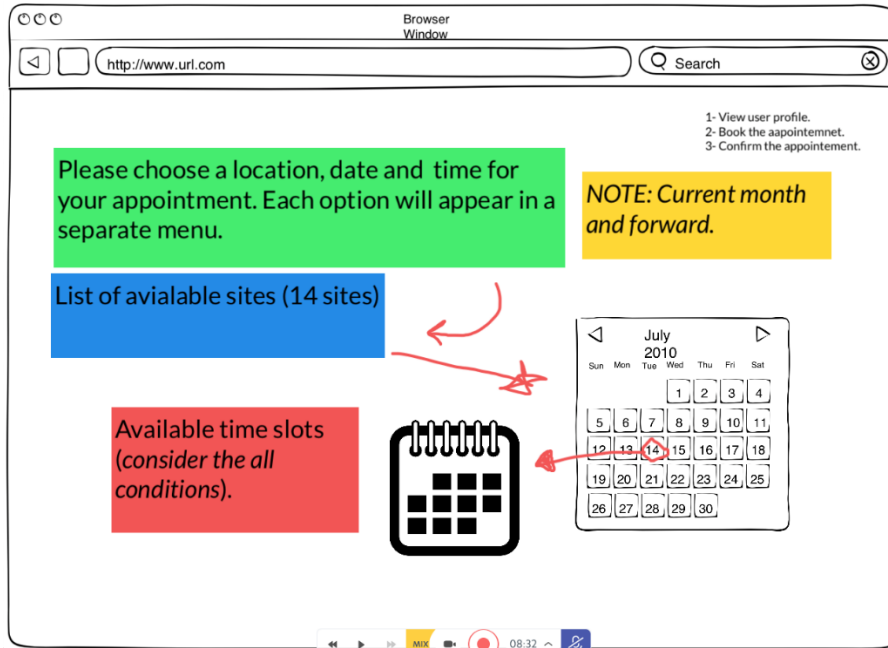 Browser
Window
http://www.url.com
Search
1- View user profile.
2- Book the aapointemnet.
3- Confirm the appointement.
Please choose a location, date and  time for
your appointment. Each option will appear in a
separate menu.
NOTE: Current month
and forward.
List of avialable sites (14 sites)
July
2010
Sun Mon Tue Wed Thu Fri Sat
1 2 3 4
5 6 7 8 9 10 11
12 13 14 15 16 17 18
19 20 21 22 23 24 25
26 27 28 29 30
Available time slots
(consider the all
conditions).
MIX
08:32